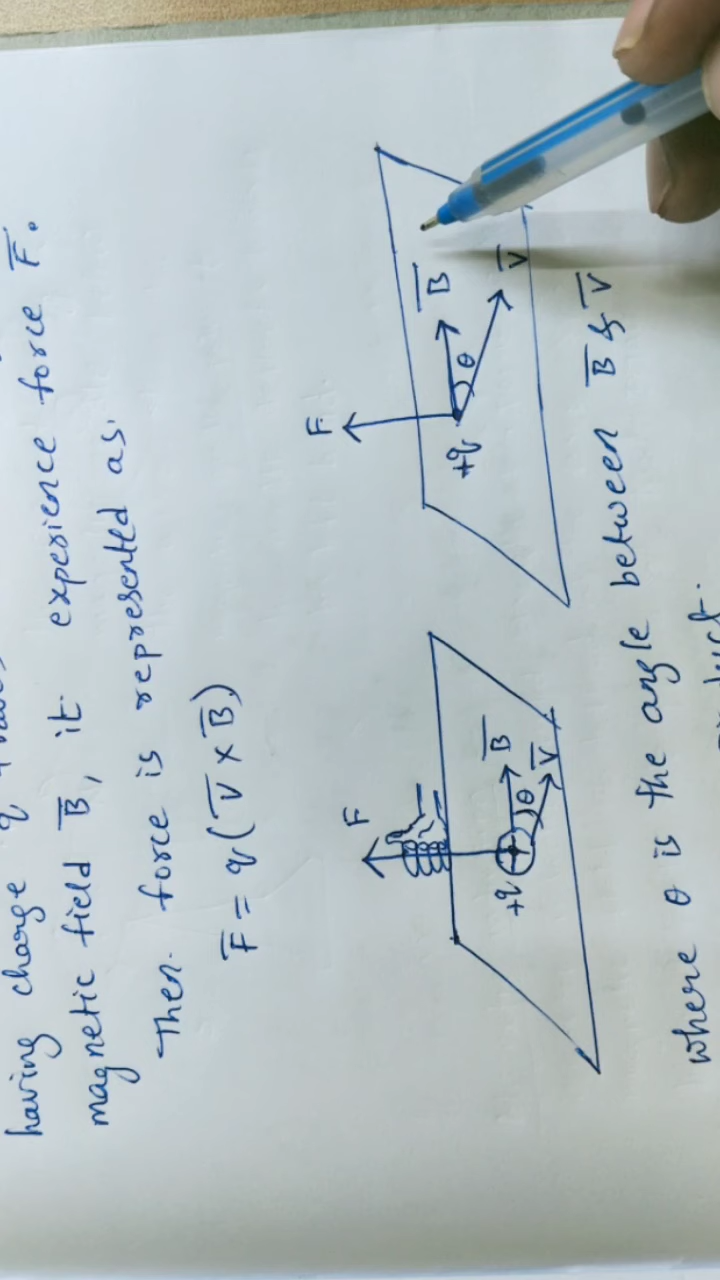 having charge q
magnetic field B̅, it experience force F̅.
Then force is represented as.
F̅ = q(V̅ × B̅)
F
+q
θ
B̅
V̅
F
+q
θ
B̅
V̅
where θ is the angle between B̅ & V̅